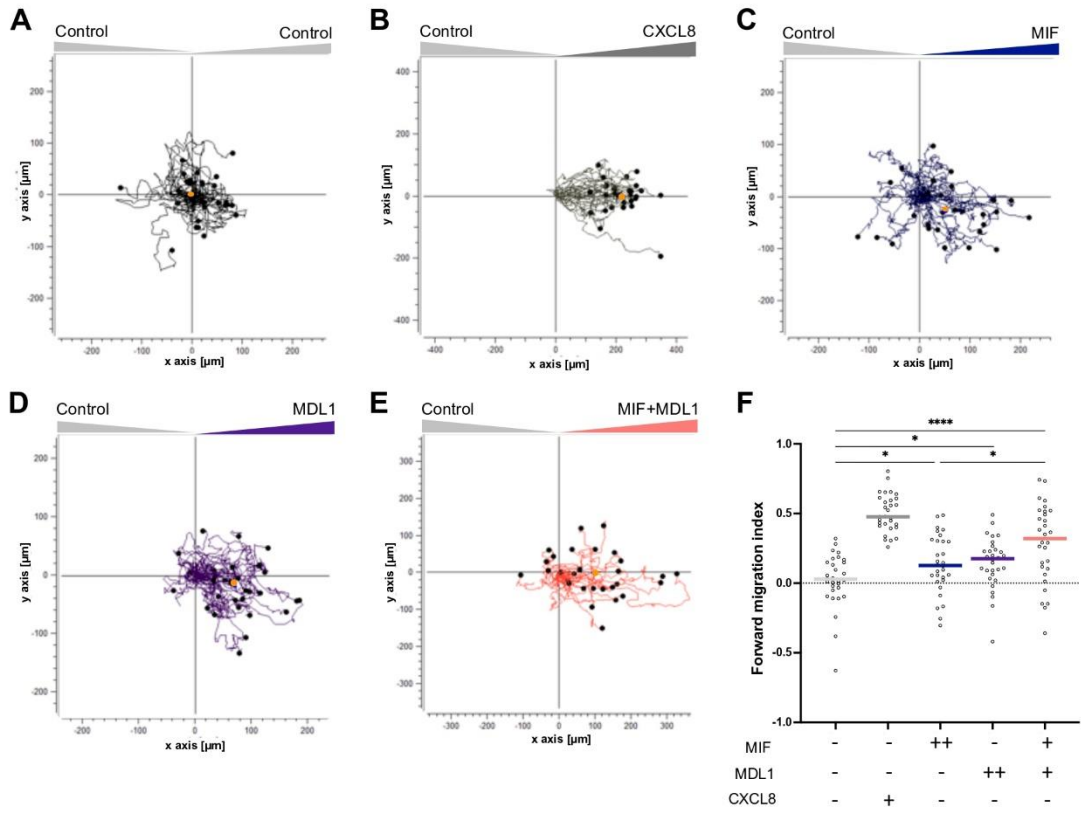 A
Control
Control
y axis [µm]
200
100
0
-100
-200
-200
-100
0
100
200
x axis [µm]
B
Control
CXCL8
y axis [µm]
400
200
0
-200
-400
-400
-200
0
200
400
x axis [µm]
C
Control
MIF
y axis [µm]
200
100
0
-100
-200
-200
-100
0
100
200
x axis [µm]
D
Control
MDL1
y axis [µm]
200
100
0
-100
-200
-200
-100
0
100
200
x axis [µm]
E
Control
MIF+MDL1
y axis [µm]
300
200
100
0
-100
-200
-300
-300
-200
-100
0
100
200
300
x axis [µm]
F
Forward migration index
1.0
0.5
0.0
-0.5
-1.0
****
*
* *
MIF - - ++ - +
MDL1 - - - ++ +
CXCL8 - + - - -